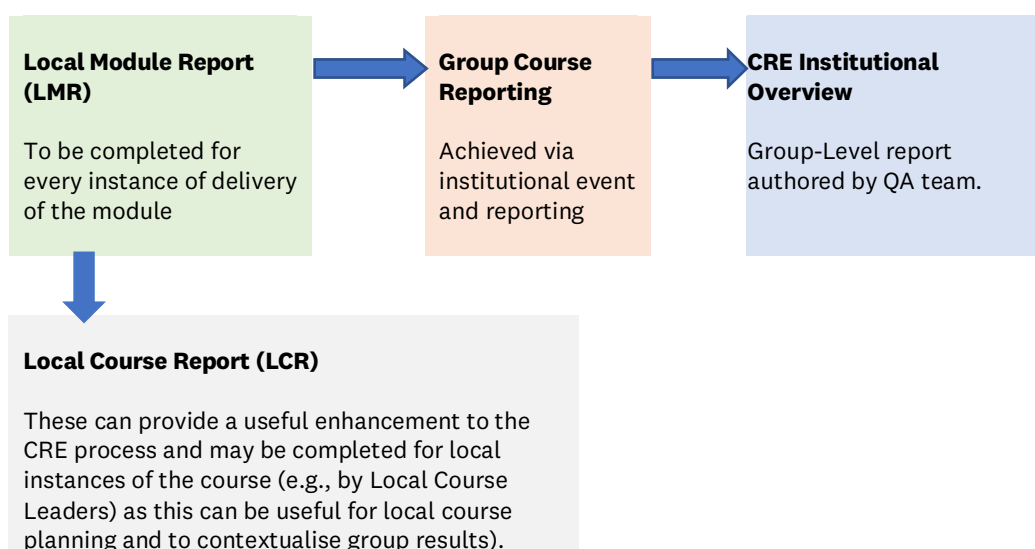 Local Module Report
(LMR)
To be completed for
every instance of delivery
of the module
Group Course
Reporting
Achieved via
institutional event
and reporting
CRE Institutional
Overview
Group-Level report
authored by QA team.
Local Course Report (LCR)
These can provide a useful enhancement to the
CRE process and may be completed for local
instances of the course (e.g., by Local Course
Leaders) as this can be useful for local course
planning and to contextualise group results).